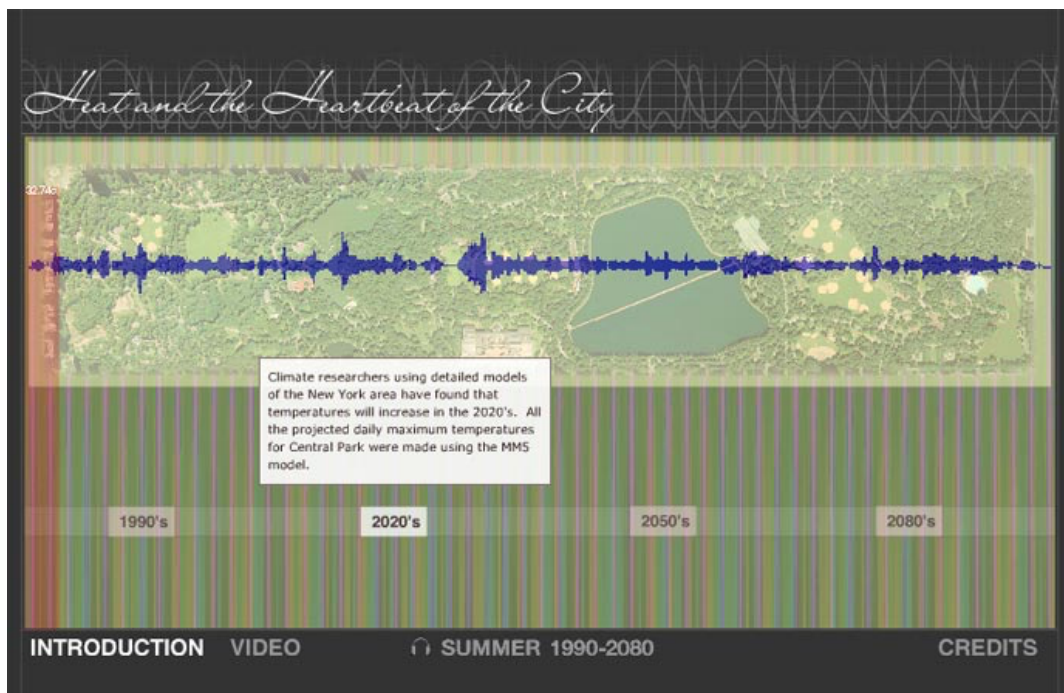 Heat and the Heartbeat of the City
32.74s
Climate researchers using detailed models
of the New York area have found that
temperatures will increase in the 2020's.  All
the projected daily maximum temperatures
for Central Park were made using the MM5
model.
1990's 2020's 2050's 2080's
INTRODUCTION VIDEO SUMMER 1990-2080 CREDITS